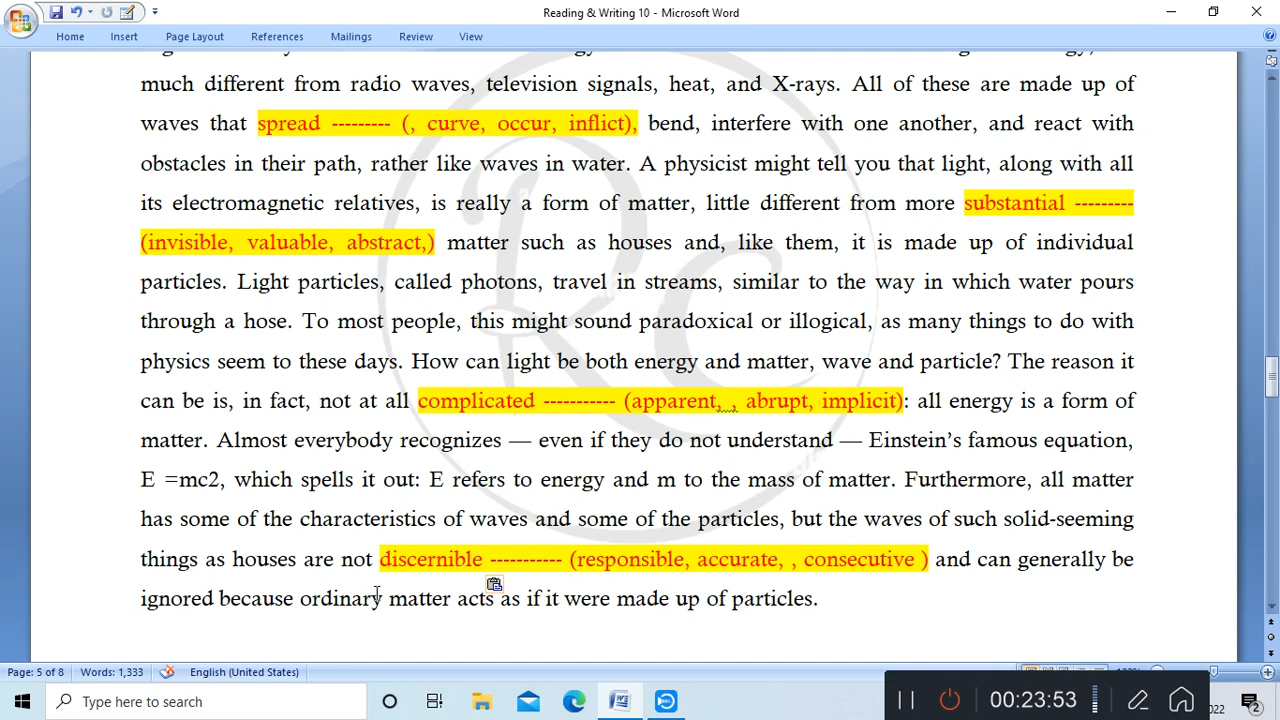 Reading & Writing 10 - Microsoft Word
Home Insert Page Layout References Mailings Review View
much different from radio waves, television signals, heat, and X-rays. All of these are made up of
waves that spread --------- (, curve, occur, inflict), bend, interfere with one another, and react with
obstacles in their path, rather like waves in water. A physicist might tell you that light, along with all
its electromagnetic relatives, is really a form of matter, little different from more substantial ---------
(invisible, valuable, abstract,) matter such as houses and, like them, it is made up of individual
particles. Light particles, called photons, travel in streams, similar to the way in which water pours
through a hose. To most people, this might sound paradoxical or illogical, as many things to do with
physics seem to these days. How can light be both energy and matter, wave and particle? The reason it
can be is, in fact, not at all complicated ----------- (apparent, , abrupt, implicit): all energy is a form of
matter. Almost everybody recognizes — even if they do not understand — Einstein’s famous equation,
E =mc2, which spells it out: E refers to energy and m to the mass of matter. Furthermore, all matter
has some of the characteristics of waves and some of the particles, but the waves of such solid-seeming
things as houses are not discernible ----------- (responsible, accurate, , consecutive ) and can generally be
ignored because ordinary matter acts as if it were made up of particles.
Page: 5 of 8 Words: 1,333 English (United States)
Type here to search 00:23:53 2022 2